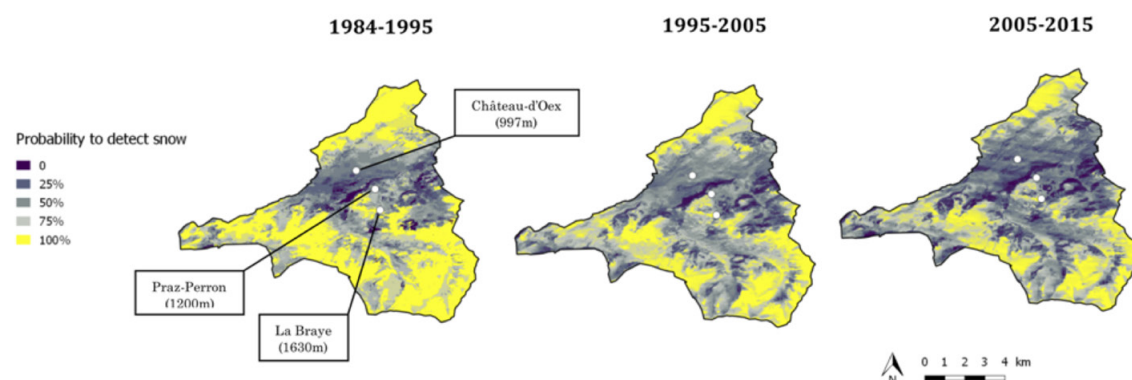 1984-1995
1995-2005
2005-2015
Château-d'Oex
(997m)
Probability to detect snow
0
25%
50%
75%
100%
Praz-Perron
(1200m)
La Braye
(1630m)
N
0 1 2 3 4 km